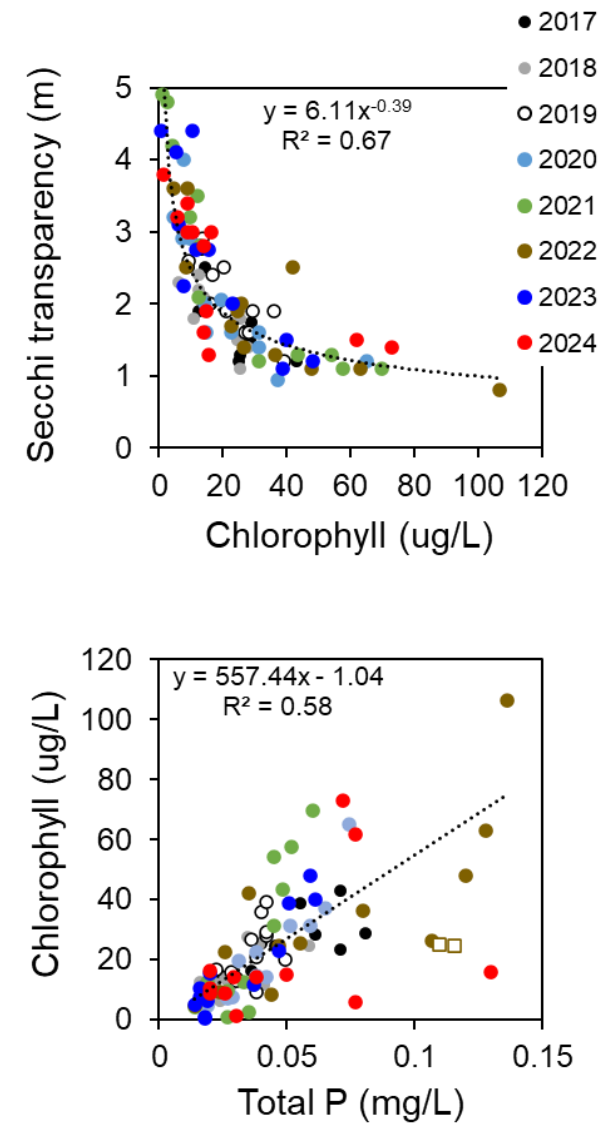 2017
2018
2019
2020
2021
2022
2023
2024
Secchi transparency (m)
5
4
3
2
1
0
y = 6.11x^-0.39
R² = 0.67
0 20 40 60 80 100 120
Chlorophyll (ug/L)
Chlorophyll (ug/L)
120
100
80
60
40
20
0
y = 557.44x - 1.04
R² = 0.58
0 0.05 0.1 0.15
Total P (mg/L)